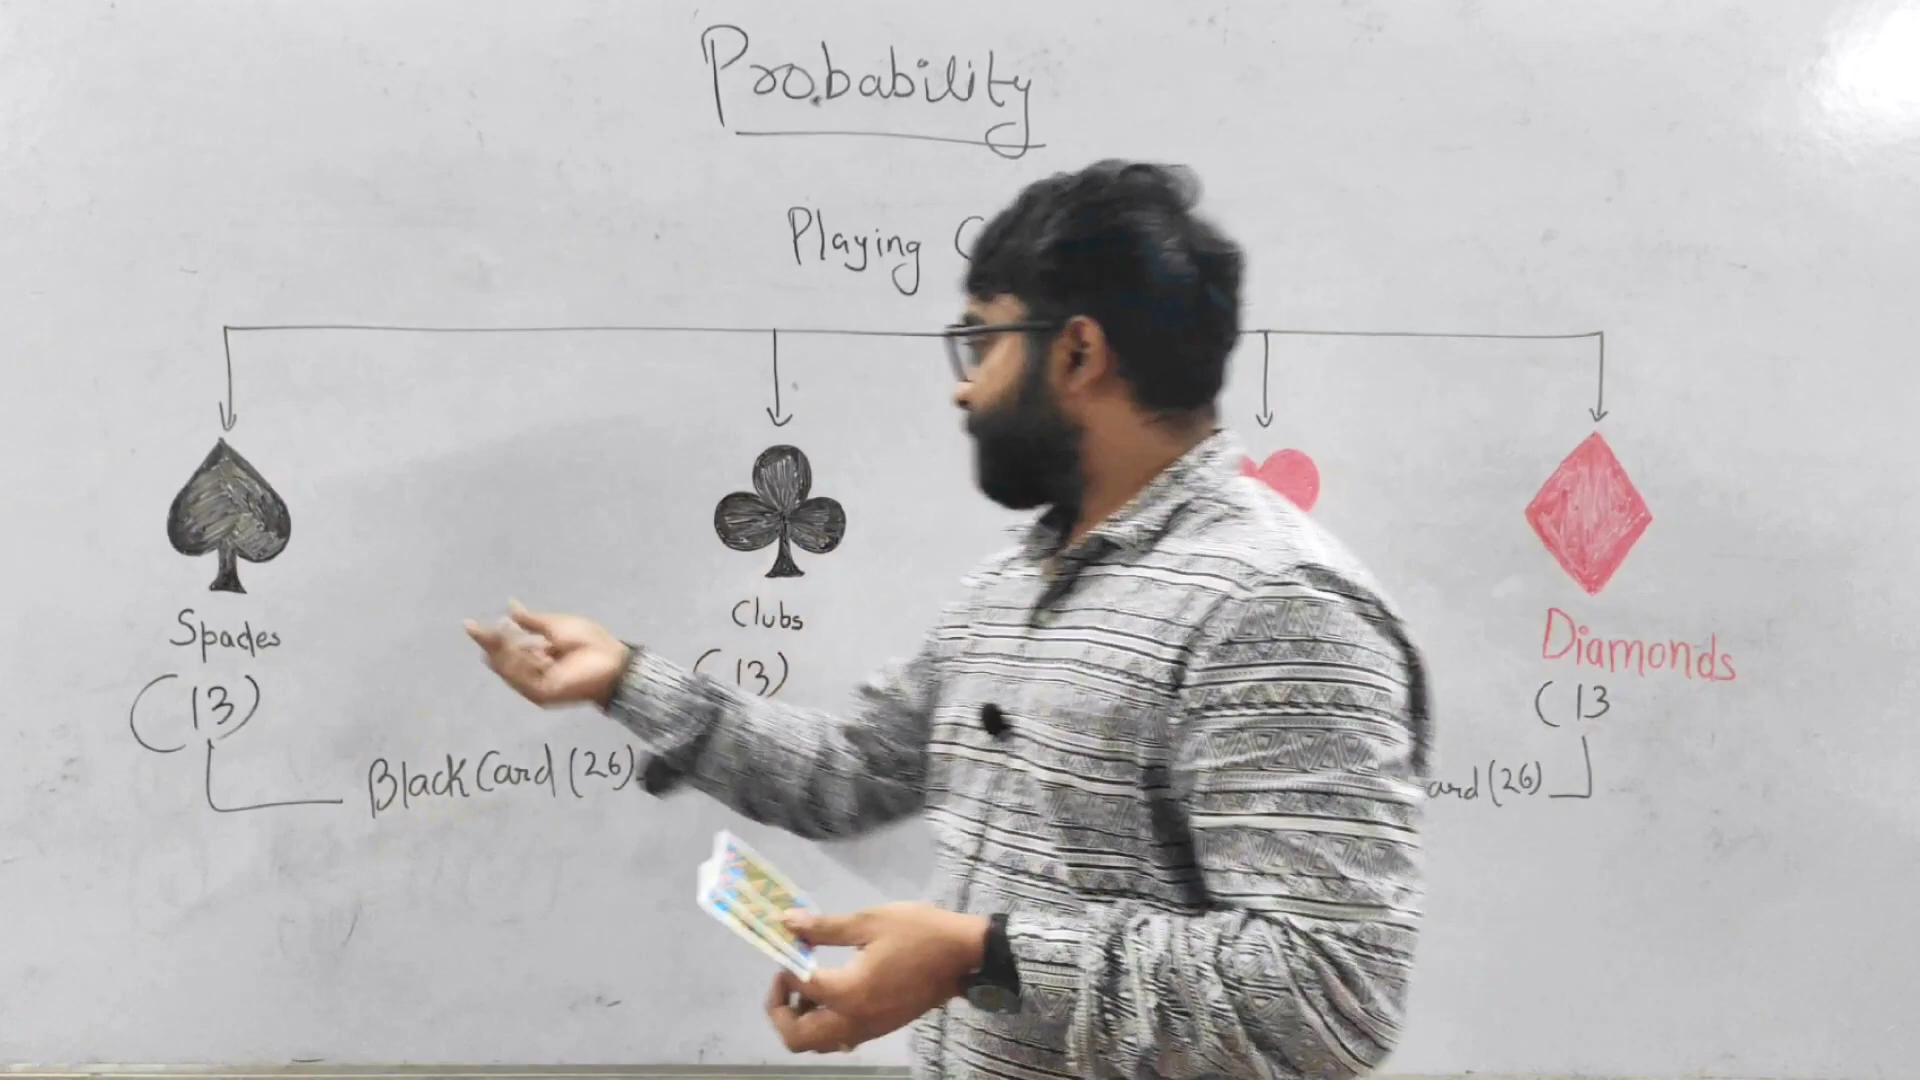 Probability
Playing
Spades
Clubs
Diamonds
(13)
(13)
(13
Black Card (26)
ard (26)